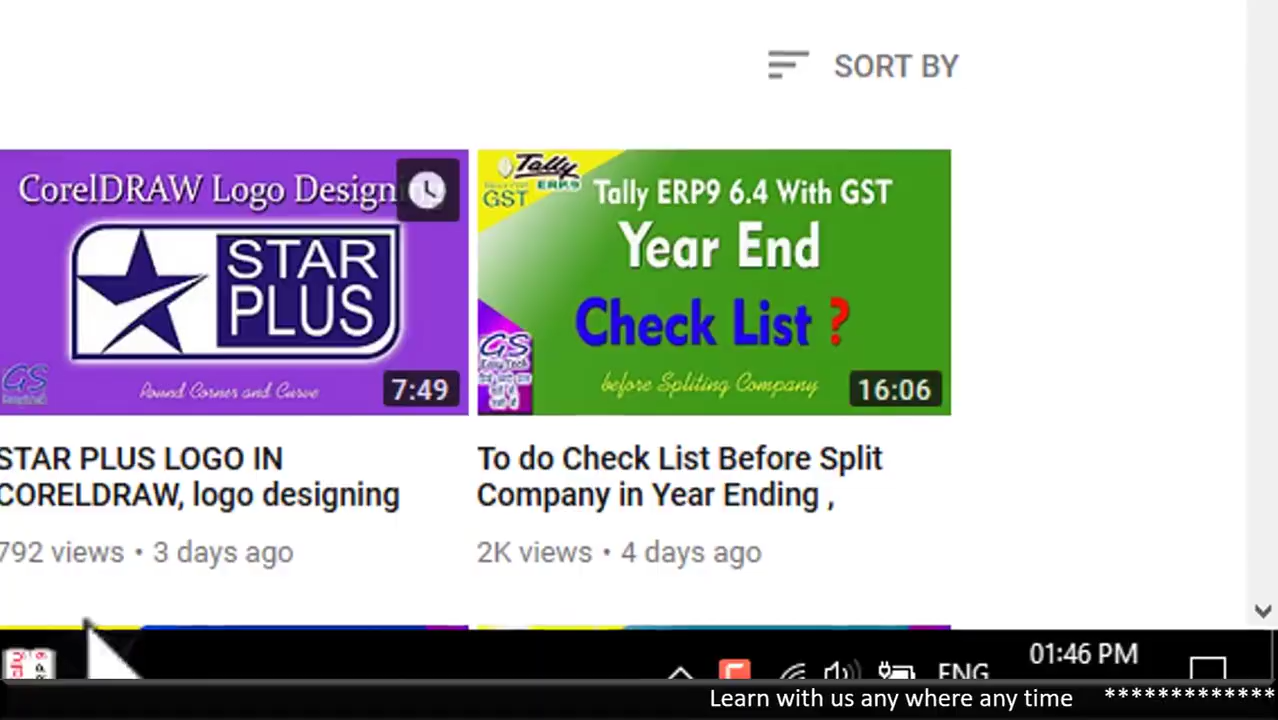 SORT BY
CorelDRAW Logo Designing
STAR
PLUS
Round Corner and Curve
7:49
GS
Tally
GST
ERP9
Tally ERP9 6.4 With GST
Year End
Check List ?
before Spliting Company
16:06
GS
STAR PLUS LOGO IN
CORELDRAW, logo designing
792 views • 3 days ago
To do Check List Before Split
Company in Year Ending ,
2K views • 4 days ago
ENG
01:46 PM
Learn with us any where any time *************